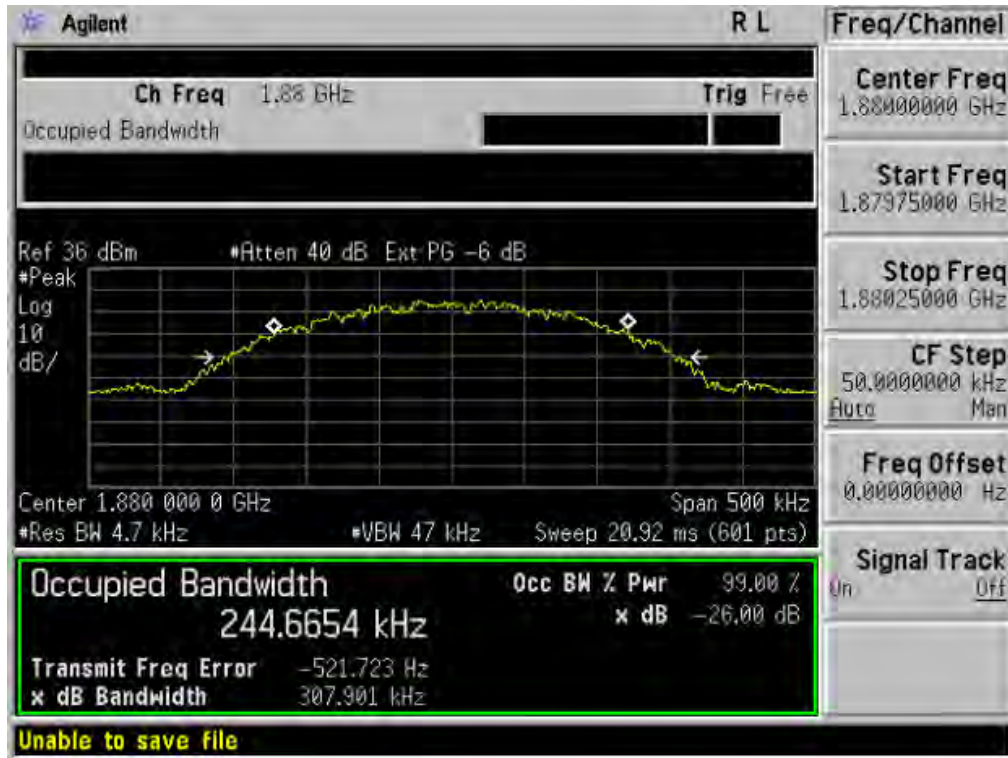 Agilent R L Freq/Channel
Ch Freq 1.88 GHz Trig Free
Occupied Bandwidth
Center Freq
1.88000000 GHz
Start Freq
1.87975000 GHz
Stop Freq
1.88025000 GHz
CF Step
50.0000000 kHz
Auto Man
Freq Offset
0.00000000 Hz
Signal Track
On Off
Ref 36 dBm #Atten 40 dB Ext PG -6 dB
#Peak
Log
10
dB/
Center 1.880 000 0 GHz Span 500 kHz
#Res BW 4.7 kHz #VBW 47 kHz Sweep 20.92 ms (601 pts)
Occupied Bandwidth Occ BW % Pwr 99.00 %
244.6654 kHz x dB -26.00 dB
Transmit Freq Error -521.723 Hz
x dB Bandwidth 307.901 kHz
Unable to save file